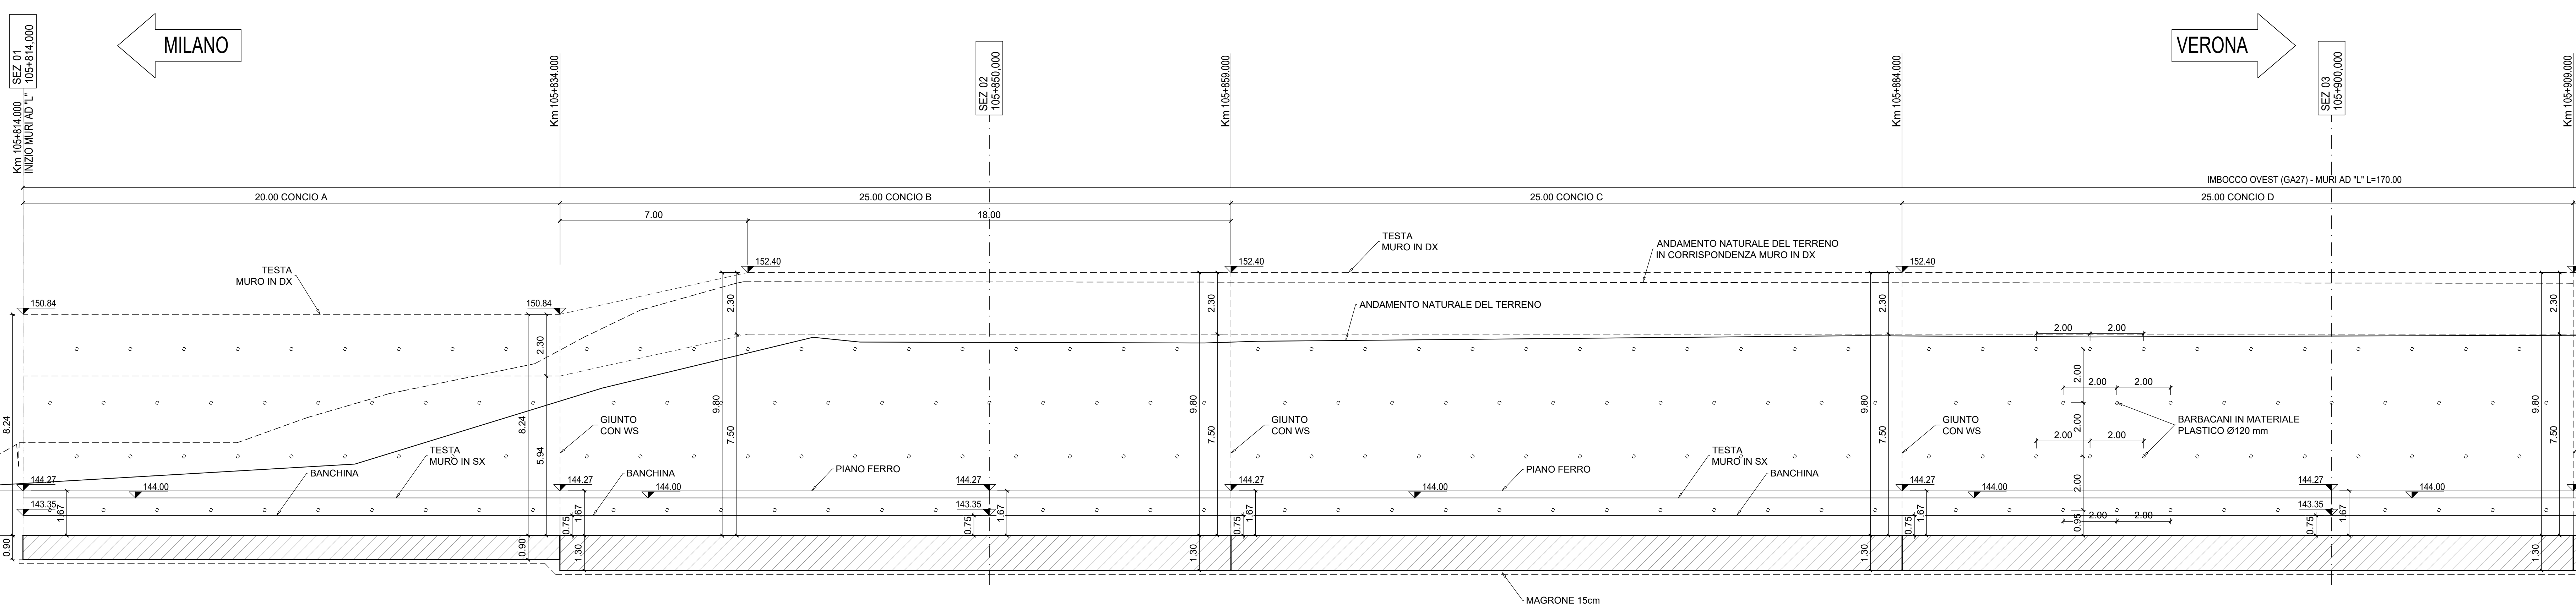 SEZ 01
105+814,000
MILANO
VERONA
Km 105+814.000
INIZIO MURI AD "L"
Km 105+834.000
SEZ 02
105+850,000
Km 105+859.000
Km 105+884.000
SEZ 03
105+900,000
Km 105+909.000
IMBOCCO OVEST (GA27) - MURI AD "L" L=170.00
20.00 CONCIO A
25.00 CONCIO B
25.00 CONCIO C
25.00 CONCIO D
7.00
18.00
TESTA
MURO IN DX
TESTA
MURO IN DX
ANDAMENTO NATURALE DEL TERRENO
IN CORRISPONDENZA MURO IN DX
152.40
152.40
152.40
150.84
150.84
ANDAMENTO NATURALE DEL TERRENO
2.30
2.30
2.30
2.30
2.30
2.00
2.00
2.00
2.00
2.00
8.24
8.24
5.94
9.80
7.50
9.80
7.50
9.80
7.50
9.80
7.50
GIUNTO
CON WS
GIUNTO
CON WS
GIUNTO
CON WS
2.00
BARBACANI IN MATERIALE
PLASTICO Ø120 mm
2.00
2.00
TESTA
MURO IN SX
TESTA
MURO IN SX
BANCHINA
BANCHINA
PIANO FERRO
PIANO FERRO
BANCHINA
144.27
144.27
144.27
144.27
144.27
144.27
144.00
144.00
144.00
144.00
144.00
2.00
143.35
143.35
143.35
1.67
1.67
1.67
1.67
1.67
1.67
0.75
0.75
0.75
0.75
0.75
0.95
2.00
2.00
0.90
0.90
1.30
1.30
1.30
1.30
MAGRONE 15cm